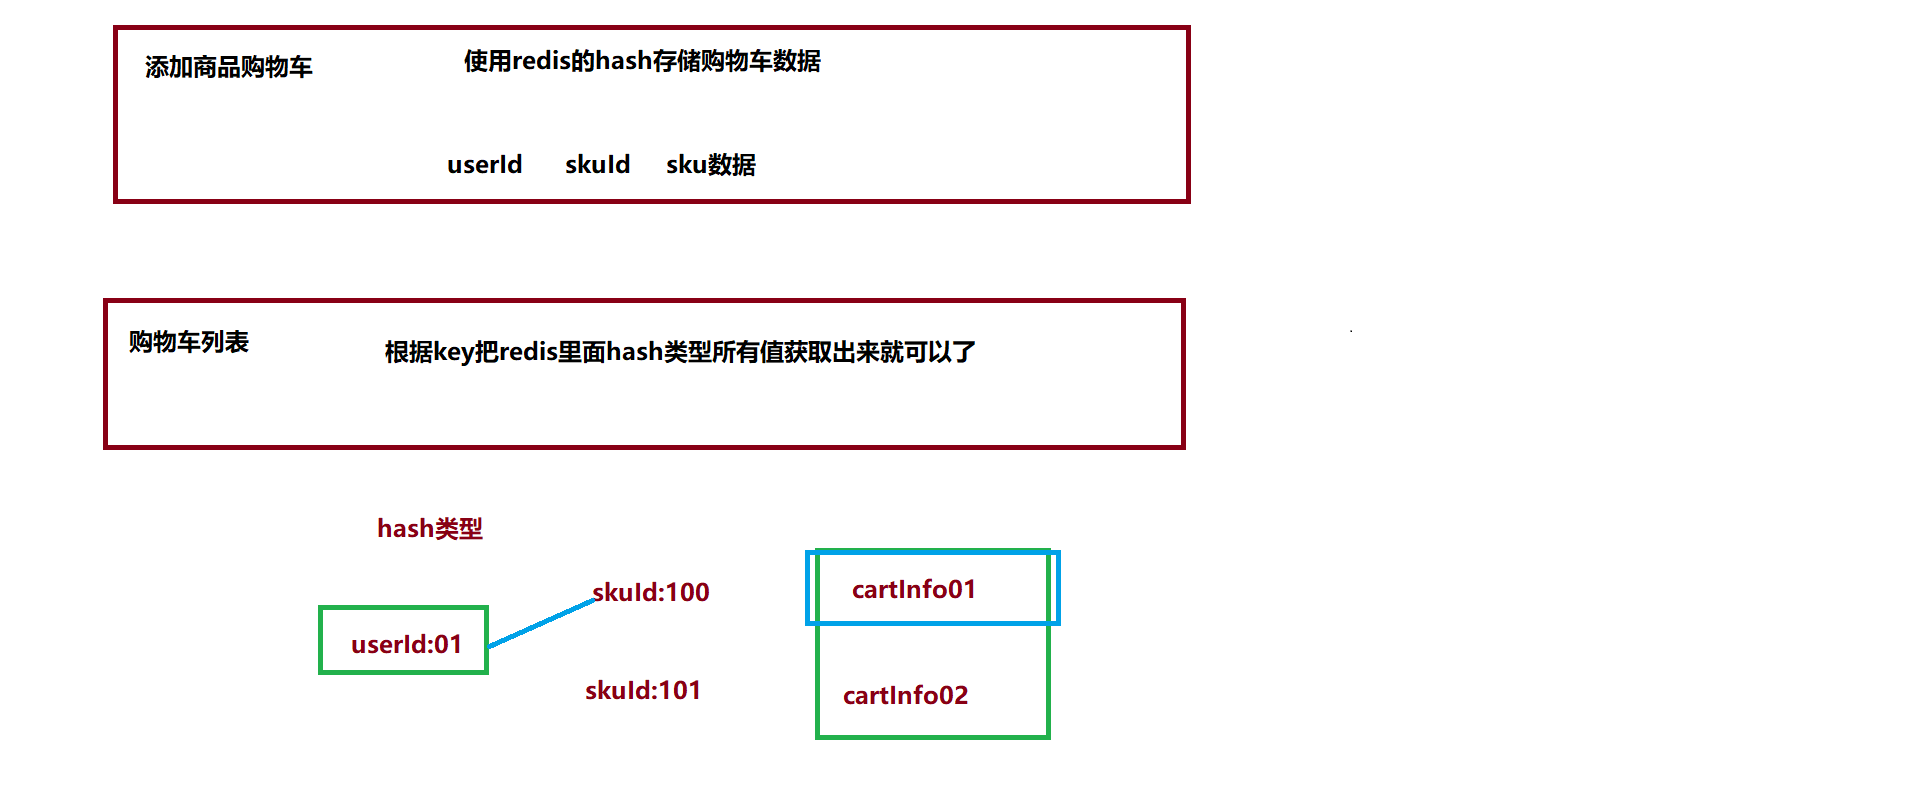 添加商品购物车
使用redis的hash存储购物车数据
userId skuId sku数据
购物车列表
根据key把redis里面hash类型所有值获取出来就可以了
hash类型
skuId:100
cartInfo01
userId:01
skuId:101
cartInfo02